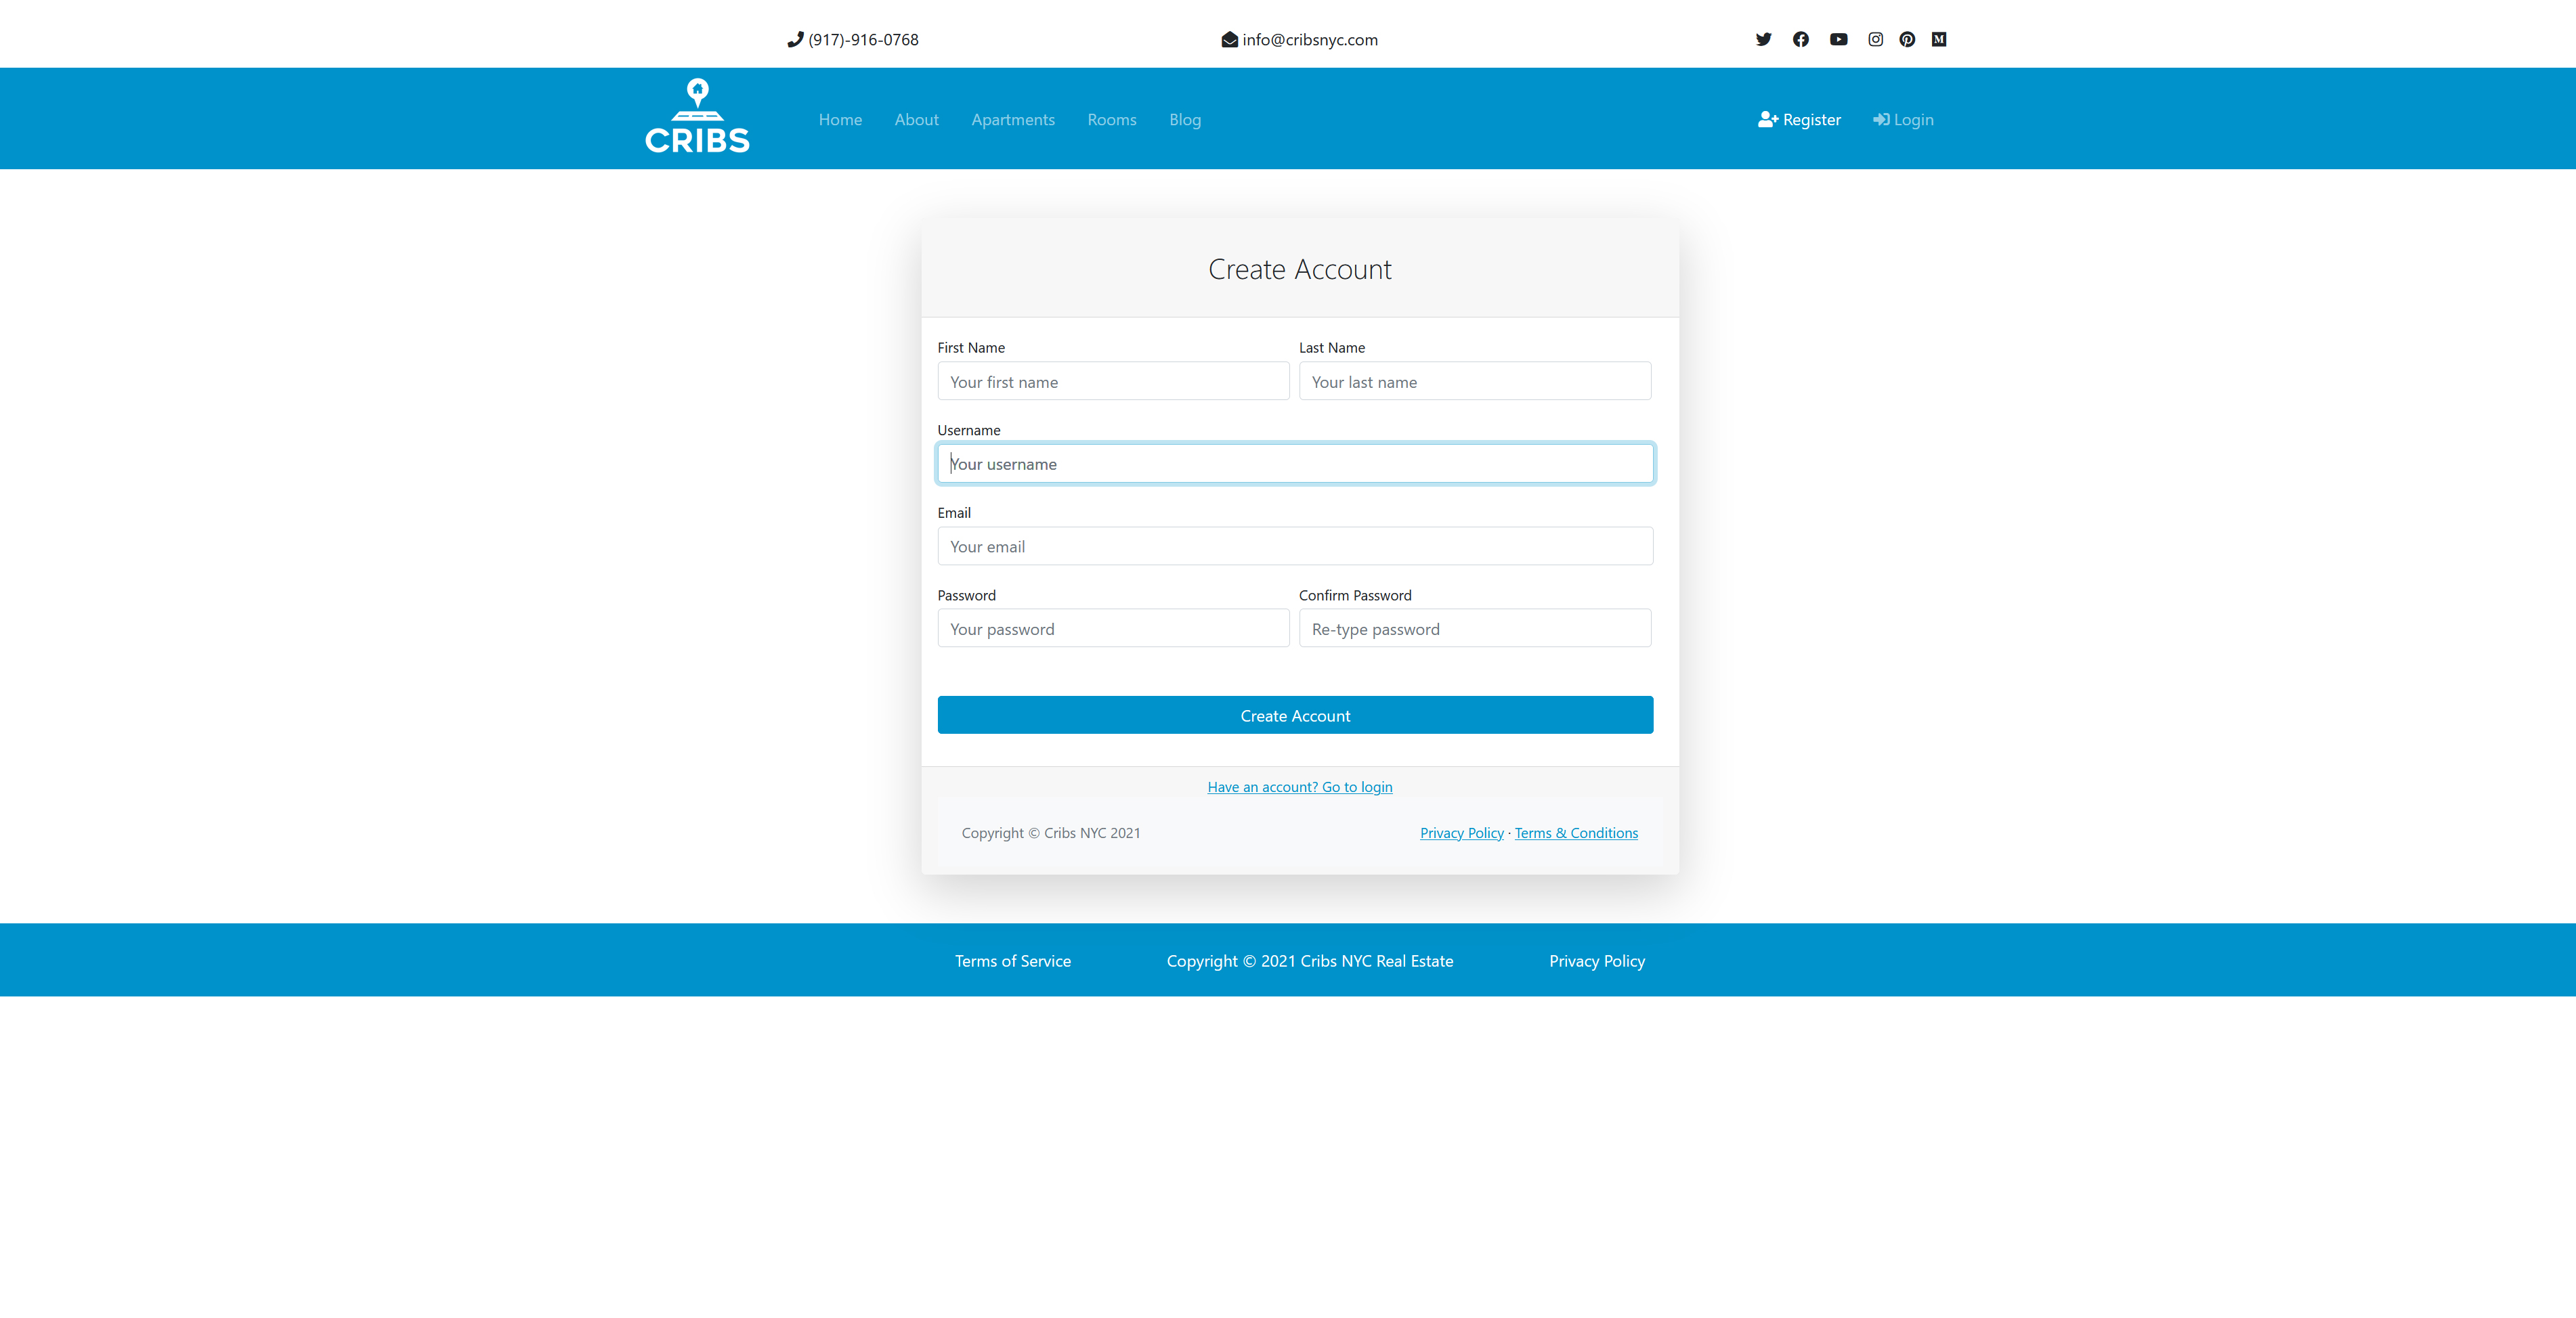 (917)-916-0768 info@cribsnyc.com
CRIBS Home About Apartments Rooms Blog Register Login
Create Account
First Name Last Name
Your first name Your last name
Username
Your username
Email
Your email
Password Confirm Password
Your password Re-type password
Create Account
Have an account? Go to login
Copyright © Cribs NYC 2021 Privacy Policy · Terms & Conditions
Terms of Service Copyright © 2021 Cribs NYC Real Estate Privacy Policy